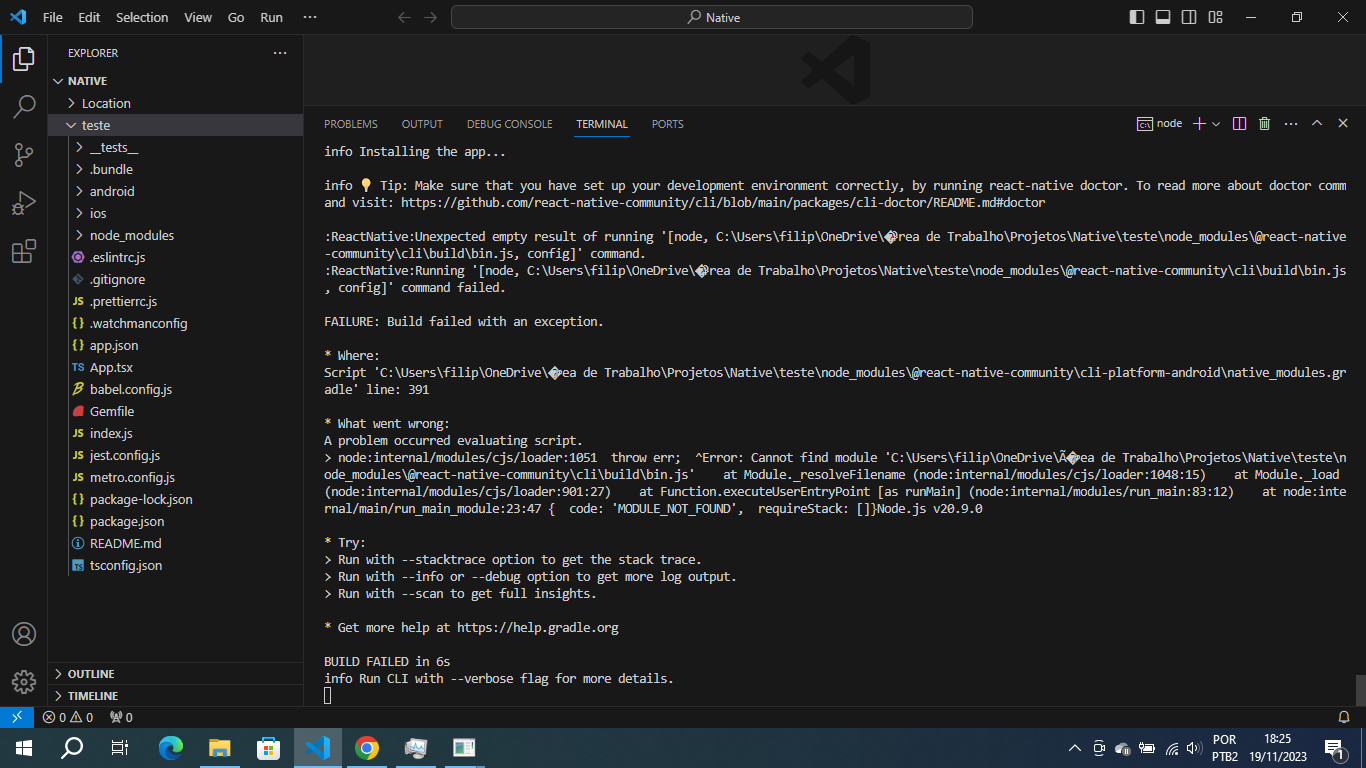 File Edit Selection View Go Run ···
Native
EXPLORER ···
NATIVE
Location
teste
__tests__
.bundle
android
ios
node_modules
.eslintrc.js
.gitignore
JS .prettierrc.js
{} .watchmanconfig
{} app.json
TS App.tsx
babel.config.js
Gemfile
JS index.js
JS jest.config.js
JS metro.config.js
{} package-lock.json
{} package.json
README.md
TS tsconfig.json
OUTLINE
TIMELINE
PROBLEMS OUTPUT DEBUG CONSOLE TERMINAL PORTS
node
info Installing the app...
info 💡 Tip: Make sure that you have set up your development environment correctly, by running react-native doctor. To read more about doctor comm
and visit: https://github.com/react-native-community/cli/blob/main/packages/cli-doctor/README.md#doctor
:ReactNative:Unexpected empty result of running '[node, C:\Users\filip\OneDrive\�?rea de Trabalho\Projetos\Native\teste\node_modules\@react-native
-community\cli\build\bin.js, config]' command.
:ReactNative:Running '[node, C:\Users\filip\OneDrive\�?rea de Trabalho\Projetos\Native\teste\node_modules\@react-native-community\cli\build\bin.js
, config]' command failed.
FAILURE: Build failed with an exception.
* Where:
Script 'C:\Users\filip\OneDrive\�rea de Trabalho\Projetos\Native\teste\node_modules\@react-native-community\cli-platform-android\native_modules.gr
adle' line: 391
* What went wrong:
A problem occurred evaluating script.
> node:internal/modules/cjs/loader:1051  throw err;  ^Error: Cannot find module 'C:\Users\filip\OneDrive\Ã�rea de Trabalho\Projetos\Native\teste\n
ode_modules\@react-native-community\cli\build\bin.js'    at Module._resolveFilename (node:internal/modules/cjs/loader:1048:15)    at Module._load
(node:internal/modules/cjs/loader:901:27)    at Function.executeUserEntryPoint [as runMain] (node:internal/modules/run_main:83:12)    at node:inte
rnal/main/run_main_module:23:47 {  code: 'MODULE_NOT_FOUND',  requireStack: []}Node.js v20.9.0
* Try:
> Run with --stacktrace option to get the stack trace.
> Run with --info or --debug option to get more log output.
> Run with --scan to get full insights.
* Get more help at https://help.gradle.org
BUILD FAILED in 6s
info Run CLI with --verbose flag for more details.
0 0 0
POR
PTB2
18:25
19/11/2023
1